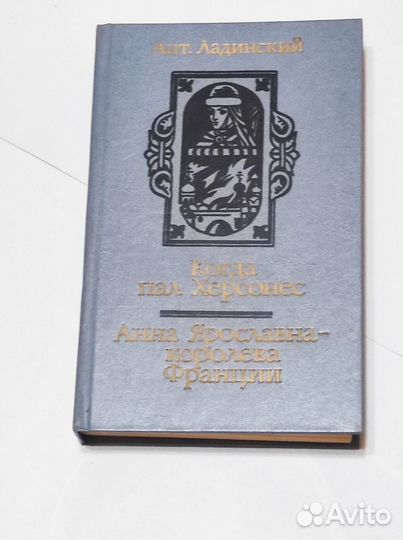 Ант. Ладинский
Когда
пал Херсонес
Анна Ярославна —
королева
Франции
Avito